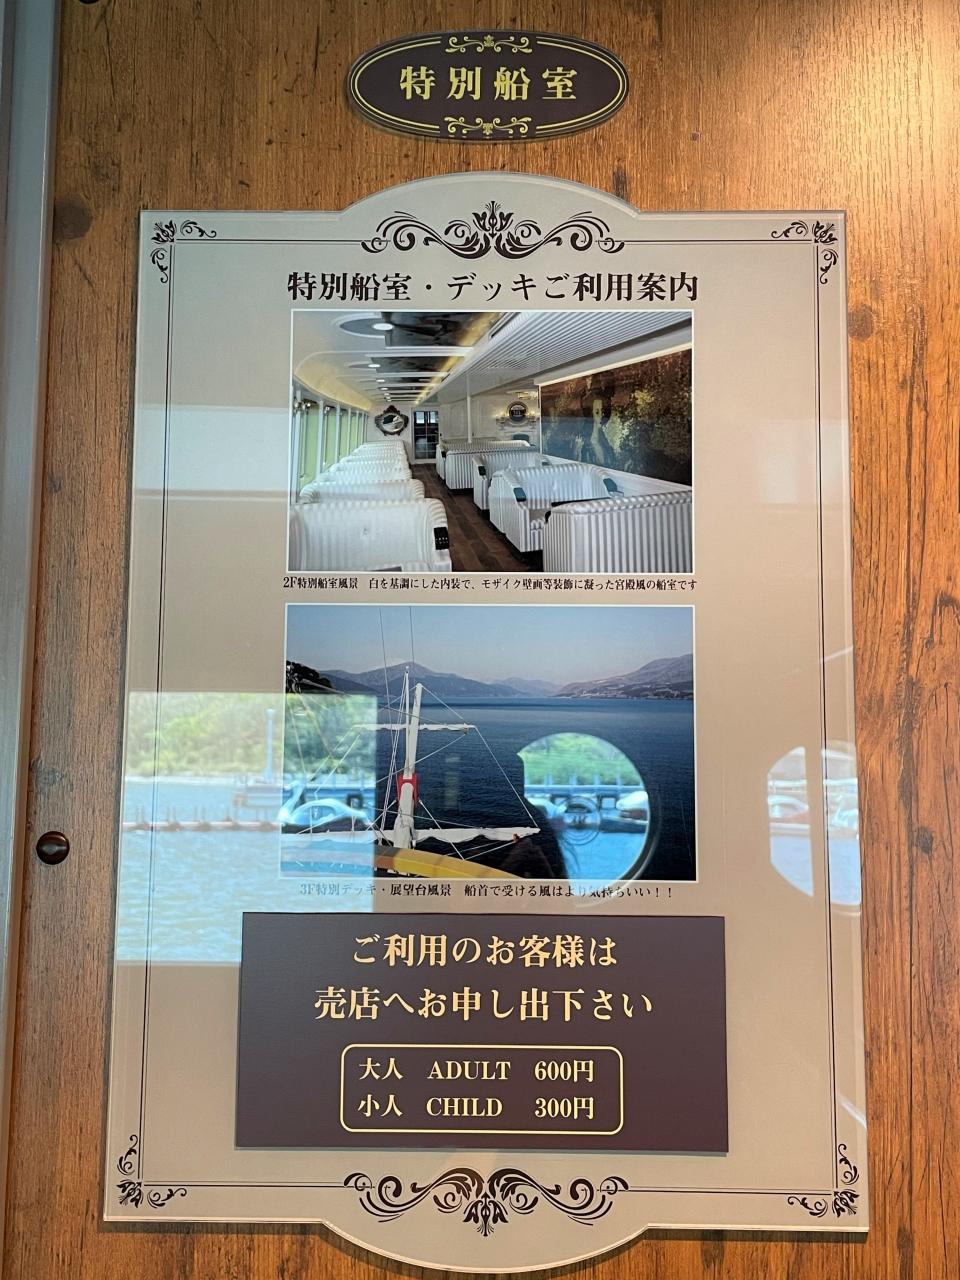 特別船室
特別船室・デッキご利用案内
2F特別船室風景　白を基調にした内装で、モザイク壁画等装飾に凝った宮殿風の船室です
3F特別デッキ・展望台風景　船首で受ける風はより気持ちいい！！
ご利用のお客様は
売店へお申し出下さい
大人　ADULT　600円
小人　CHILD　300円